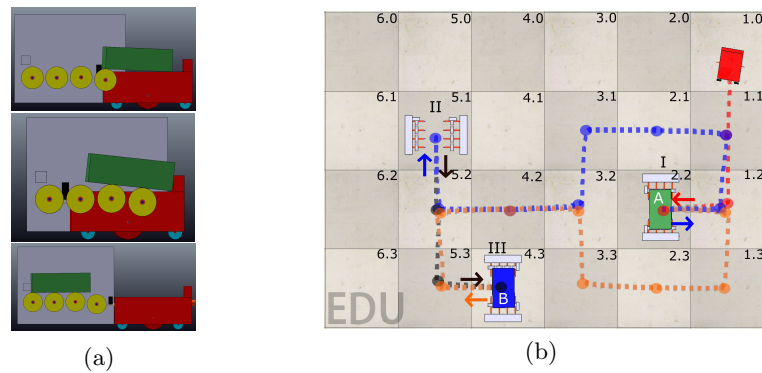 6.0 5.0 4.0 3.0 2.0 1.0
6.1 5.1 4.1 3.1 2.1 1.1
II
I
6.2 5.2 4.2 3.2 2.2 1.2
A
III
6.3 5.3 4.3 3.3 2.3 1.3
B
EDU
(a) (b)